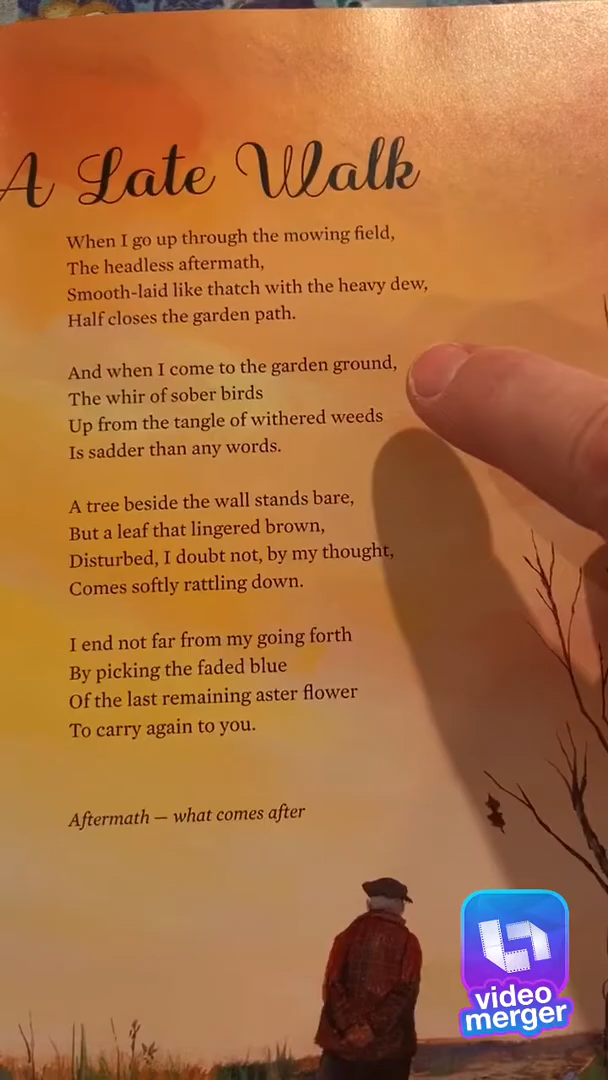 A Late Walk
When I go up through the mowing field,
The headless aftermath,
Smooth-laid like thatch with the heavy dew,
Half closes the garden path.
And when I come to the garden ground,
The whir of sober birds
Up from the tangle of withered weeds
Is sadder than any words.
A tree beside the wall stands bare,
But a leaf that lingered brown,
Disturbed, I doubt not, by my thought,
Comes softly rattling down.
I end not far from my going forth
By picking the faded blue
Of the last remaining aster flower
To carry again to you.
Aftermath — what comes after
video
merger